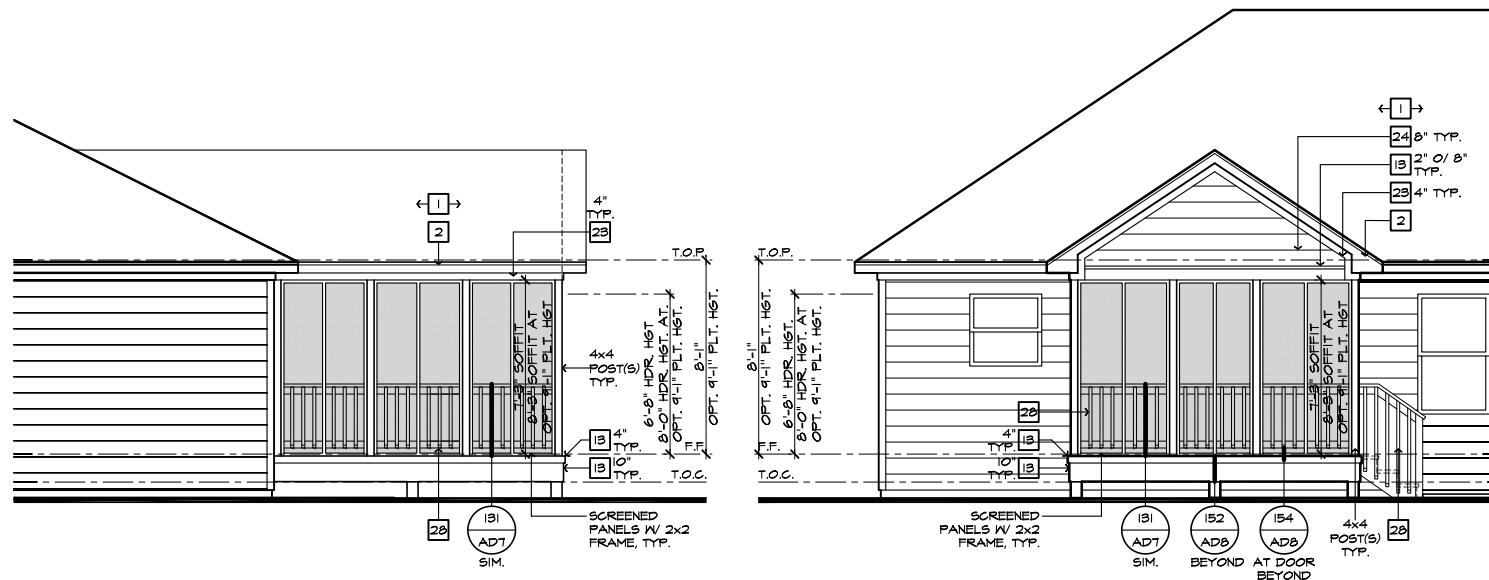 1
2
4"
TYP.
23
T.O.P.
7'-3" SOFFIT
8'-3" SOFFIT AT
OPT. 9'-1" PLT. HGT
6'-8" HDR. HGT
8'-0" HDR. HGT. AT.
OPT. 9'-1" PLT. HGT.
8'-1"
OPT. 9'-1" PLT. HGT.
4x4
POST(S)
TYP.
13 4"
TYP.
F.F.
13 10"
TYP.
T.O.C.
28
131
AD7
SIM.
SCREENED
PANELS W/ 2x2
FRAME, TYP.
1
24 8" TYP.
13 2" O/ 8"
TYP.
23 4" TYP.
2
T.O.P.
8'-1"
OPT. 9'-1" PLT. HGT.
6'-8" HDR. HGT.
8'-0" HDR. HGT. AT
OPT. 9'-1" PLT. HGT.
7'-3" SOFFIT
8'-3" SOFFIT AT
OPT. 9'-1" PLT. HGT
28
4" 13
TYP.
F.F.
10" 13
TYP.
T.O.C.
SCREENED
PANELS W/ 2x2
FRAME, TYP.
131
AD7
SIM.
152
AD8
BEYOND
154
AD8
AT DOOR
BEYOND
4x4
POST(S)
TYP.
28